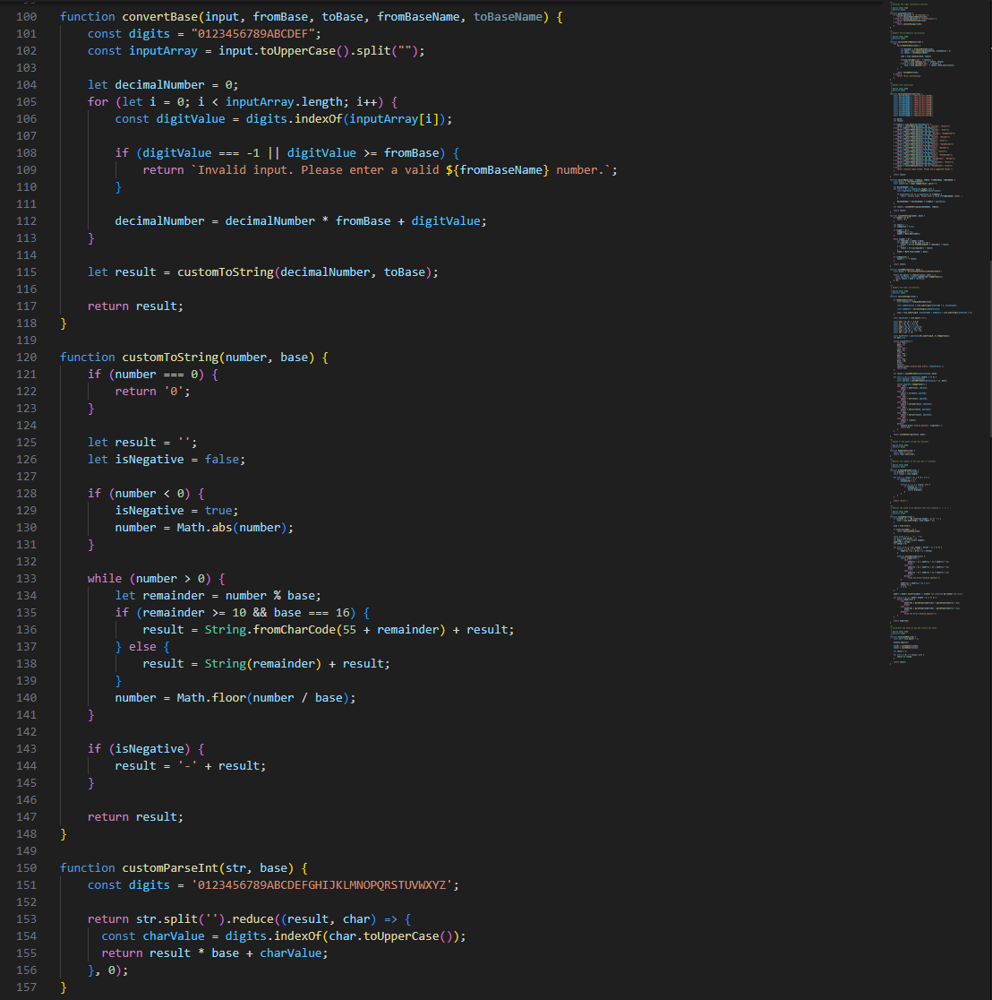 100 function convertBase(input, fromBase, toBase, fromBaseName, toBaseName) {
101     const digits = "0123456789ABCDEF";
102     const inputArray = input.toUpperCase().split("");
103
104     let decimalNumber = 0;
105     for (let i = 0; i < inputArray.length; i++) {
106         const digitValue = digits.indexOf(inputArray[i]);
107
108         if (digitValue === -1 || digitValue >= fromBase) {
109             return `Invalid input. Please enter a valid ${fromBaseName} number.`;
110         }
111
112         decimalNumber = decimalNumber * fromBase + digitValue;
113     }
114
115     let result = customToString(decimalNumber, toBase);
116
117     return result;
118 }
119
120 function customToString(number, base) {
121     if (number === 0) {
122         return '0';
123     }
124
125     let result = '';
126     let isNegative = false;
127
128     if (number < 0) {
129         isNegative = true;
130         number = Math.abs(number);
131     }
132
133     while (number > 0) {
134         let remainder = number % base;
135         if (remainder >= 10 && base === 16) {
136             result = String.fromCharCode(55 + remainder) + result;
137         } else {
138             result = String(remainder) + result;
139         }
140         number = Math.floor(number / base);
141     }
142
143     if (isNegative) {
144         result = '-' + result;
145     }
146
147     return result;
148 }
149
150 function customParseInt(str, base) {
151     const digits = '0123456789ABCDEFGHIJKLMNOPQRSTUVWXYZ';
152
153     return str.split('').reduce((result, char) => {
154       const charValue = digits.indexOf(char.toUpperCase());
155       return result * base + charValue;
156     }, 0);
157 }